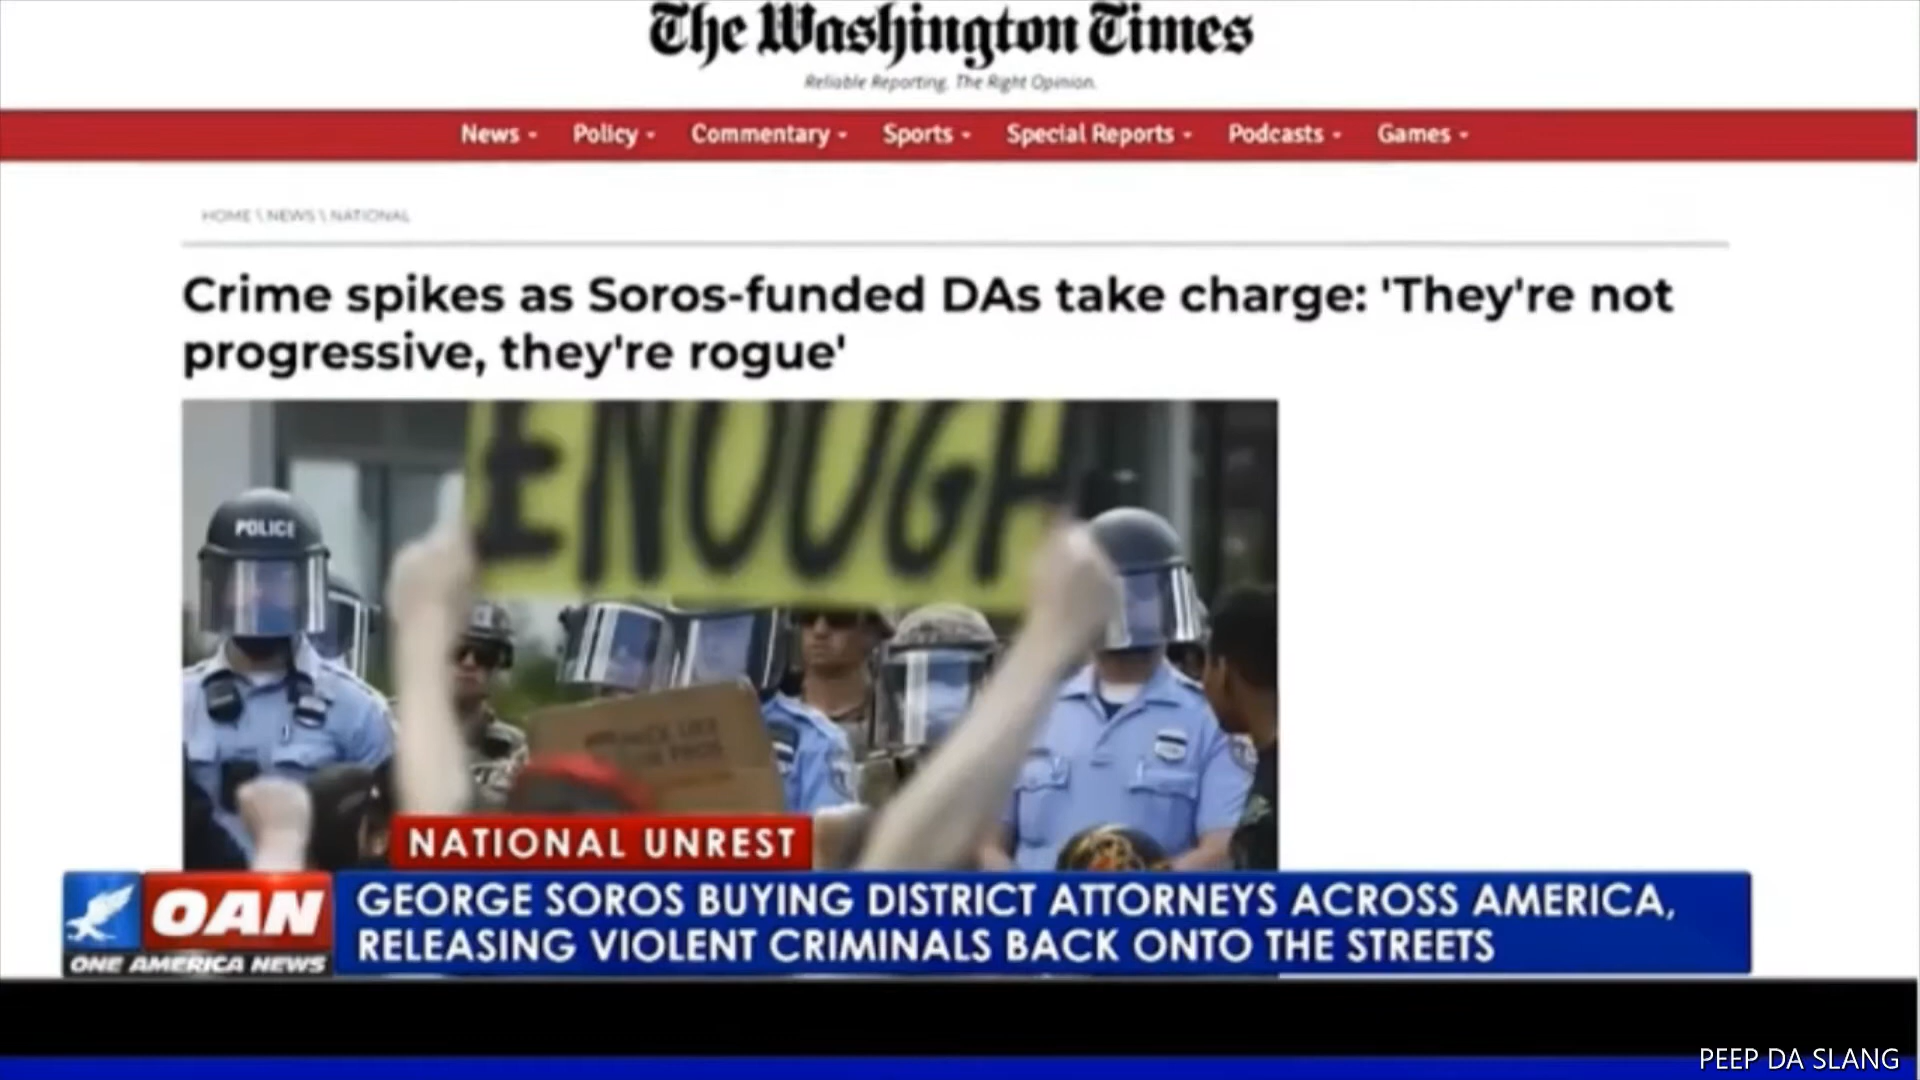 The Washington Times
Reliable Reporting. The Right Opinion.
News Policy Commentary Sports Special Reports Podcasts Games
HOME \ NEWS \ NATIONAL
Crime spikes as Soros-funded DAs take charge: 'They're not
progressive, they're rogue'
ENOUGH
POLICE
NATIONAL UNREST
OAN
ONE AMERICA NEWS
GEORGE SOROS BUYING DISTRICT ATTORNEYS ACROSS AMERICA,
RELEASING VIOLENT CRIMINALS BACK ONTO THE STREETS
PEEP DA SLANG